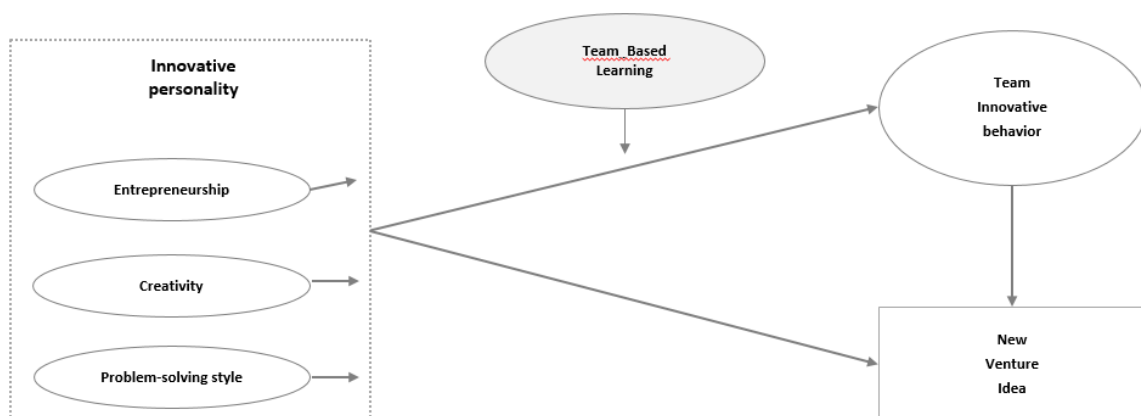 Innovative
personality
Entrepreneurship
Creativity
Problem-solving style
Team_Based
Learning
Team
Innovative
behavior
New
Venture
Idea